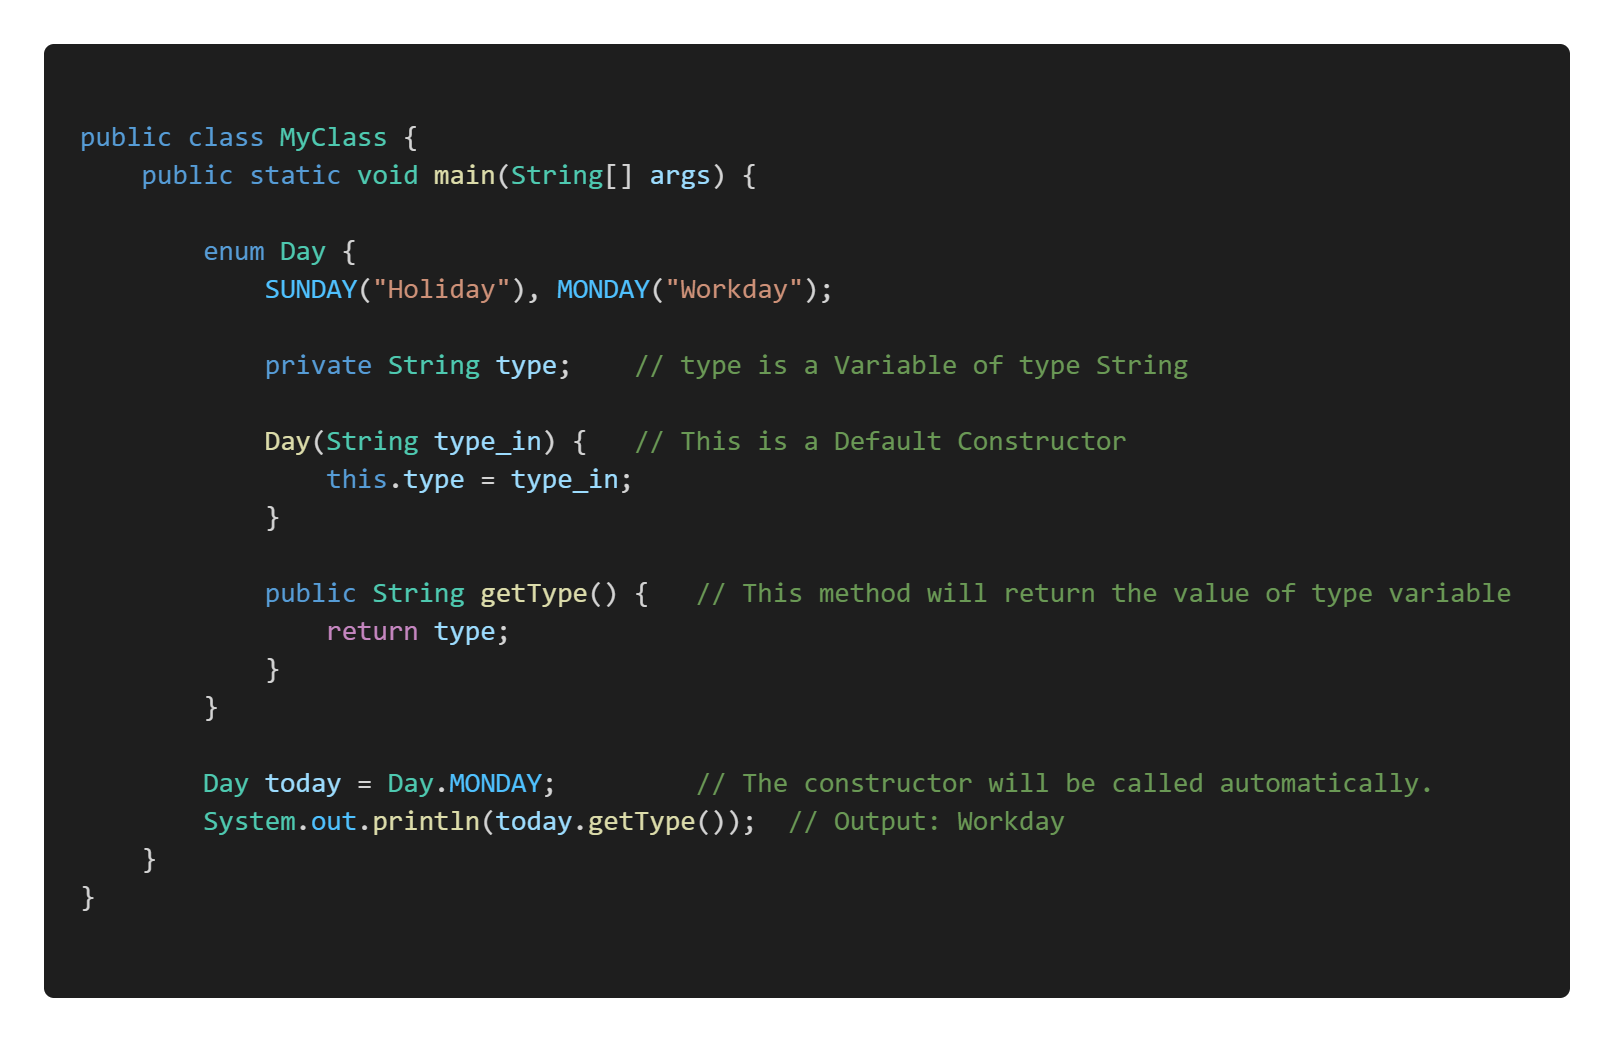 public class MyClass {
    public static void main(String[] args) {
        enum Day {
            SUNDAY("Holiday"), MONDAY("Workday");
            private String type;    // type is a Variable of type String
            Day(String type_in) {   // This is a Default Constructor
                this.type = type_in;
            }
            public String getType() {   // This method will return the value of type variable
                return type;
            }
        }
        Day today = Day.MONDAY;         // The constructor will be called automatically.
        System.out.println(today.getType());  // Output: Workday
    }
}